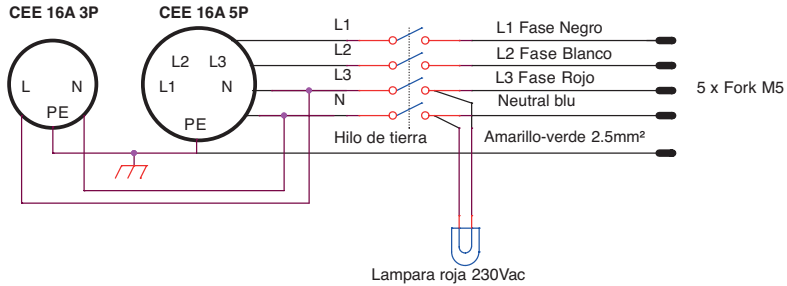 CEE 16A 3P
CEE 16A 5P
L
N
PE
L2
L3
L1
N
PE
L1
L2
L3
N
Hilo de tierra
L1 Fase Negro
L2 Fase Blanco
L3 Fase Rojo
Neutral blu
Amarillo-verde 2.5mm²
5 x Fork M5
Lampara roja 230Vac